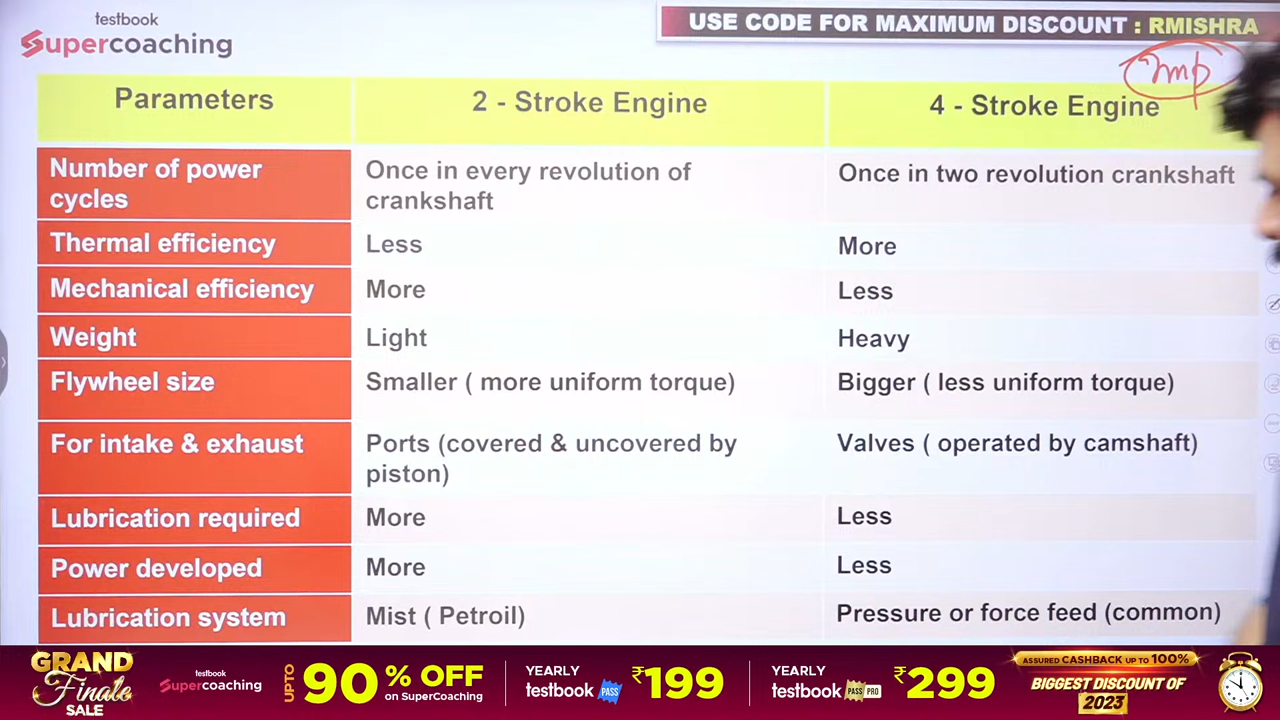 testbook
Supercoaching
USE CODE FOR MAXIMUM DISCOUNT : RMISHRA
Imp
Parameters
2 - Stroke Engine
4 - Stroke Engine
Number of power
cycles
Once in every revolution of
crankshaft
Once in two revolution crankshaft
Thermal efficiency
Less
More
Mechanical efficiency
More
Less
Weight
Light
Heavy
Flywheel size
Smaller ( more uniform torque)
Bigger ( less uniform torque)
For intake & exhaust
Ports (covered & uncovered by
piston)
Valves ( operated by camshaft)
Lubrication required
More
Less
Power developed
More
Less
Lubrication system
Mist ( Petroil)
Pressure or force feed (common)
GRAND
Finale
SALE
testbook
Supercoaching
UPTO
90% OFF
on SuperCoaching
YEARLY
testbook PASS
₹199
YEARLY
testbook PASS PRO
₹299
ASSURED CASHBACK UP TO 100%
BIGGEST DISCOUNT OF
2023